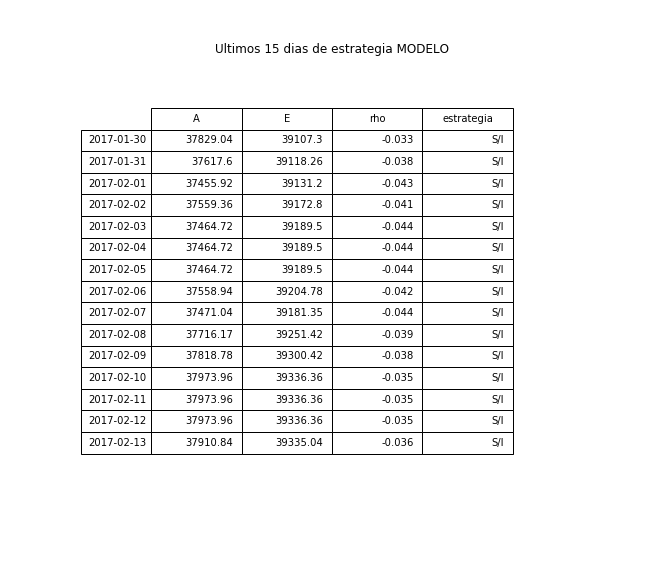 Ultimos 15 dias de estrategia MODELO
A E rho estrategia
2017-01-30 37829.04 39107.3 -0.033 S/I
2017-01-31 37617.6 39118.26 -0.038 S/I
2017-02-01 37455.92 39131.2 -0.043 S/I
2017-02-02 37559.36 39172.8 -0.041 S/I
2017-02-03 37464.72 39189.5 -0.044 S/I
2017-02-04 37464.72 39189.5 -0.044 S/I
2017-02-05 37464.72 39189.5 -0.044 S/I
2017-02-06 37558.94 39204.78 -0.042 S/I
2017-02-07 37471.04 39181.35 -0.044 S/I
2017-02-08 37716.17 39251.42 -0.039 S/I
2017-02-09 37818.78 39300.42 -0.038 S/I
2017-02-10 37973.96 39336.36 -0.035 S/I
2017-02-11 37973.96 39336.36 -0.035 S/I
2017-02-12 37973.96 39336.36 -0.035 S/I
2017-02-13 37910.84 39335.04 -0.036 S/I